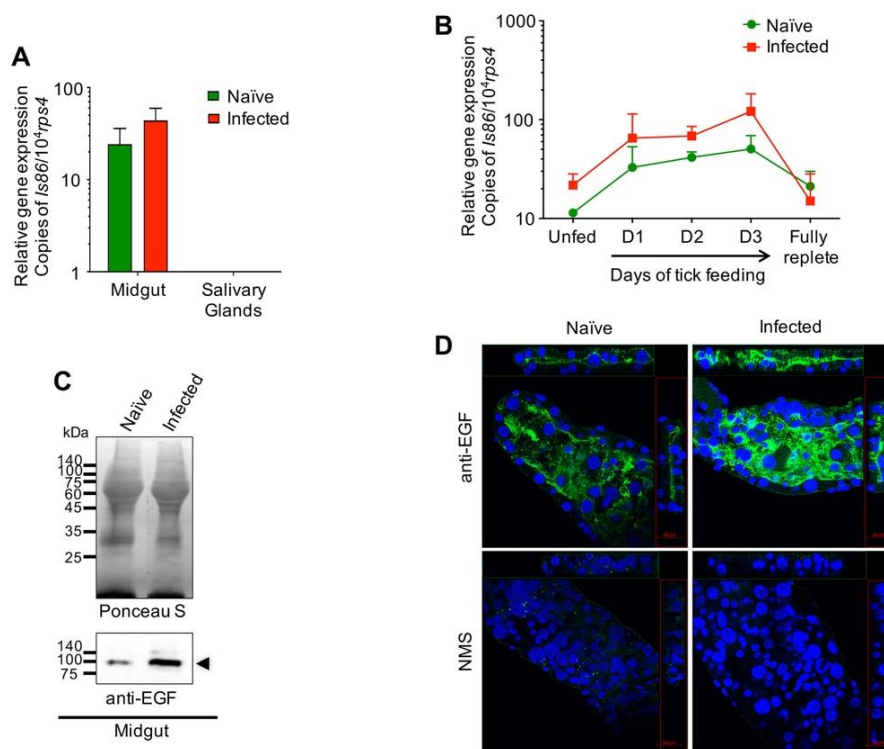 A
Relative gene expression
Copies of Is86/10⁴rps4
100
10
1
Naïve
Infected
Midgut
Salivary
Glands
B
Relative gene expression
Copies of Is86/10⁴rps4
1000
100
10
Naïve
Infected
Unfed
D1
D2
D3
Fully
replete
Days of tick feeding
C
Naïve
Infected
kDa
140
100
75
60
45
35
25
Ponceau S
140
100
75
anti-EGF
Midgut
D
Naïve
Infected
anti-EGF
NMS